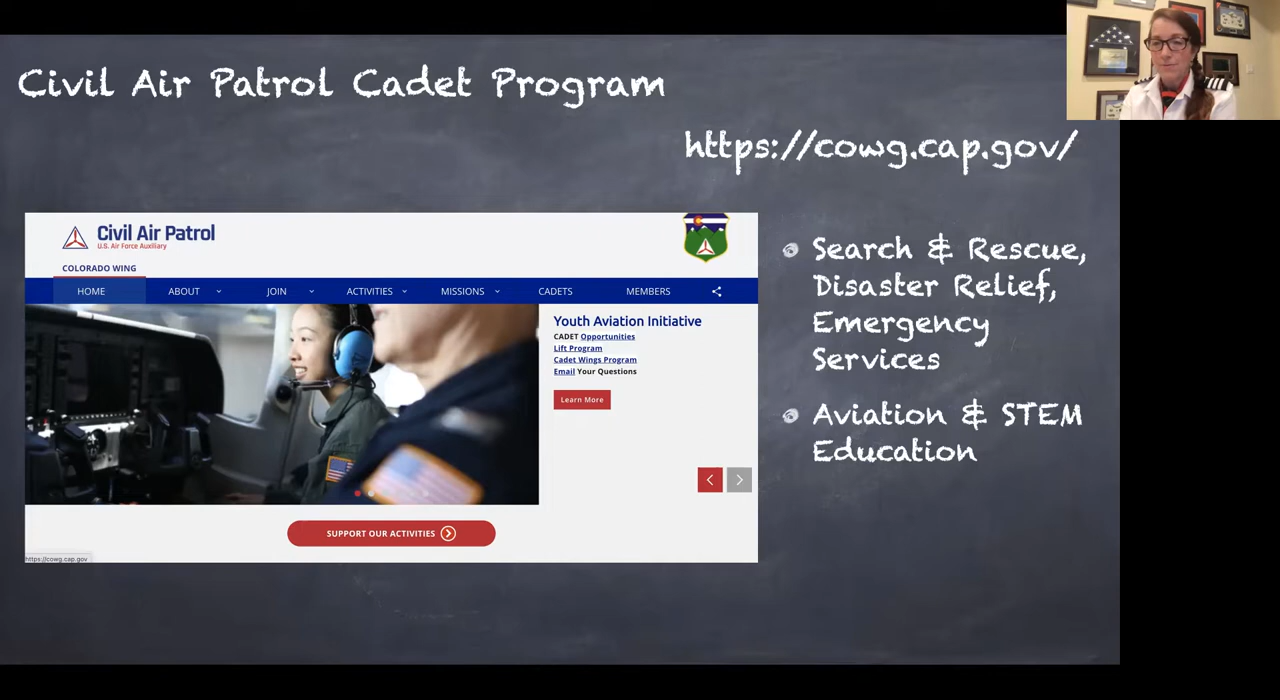 Civil Air Patrol Cadet Program
https://cowg.cap.gov/
Civil Air Patrol
U.S. Air Force Auxiliary
COLORADO WING
HOME ABOUT JOIN ACTIVITIES MISSIONS CADETS MEMBERS
Youth Aviation Initiative
CADET Opportunities
Lift Program
Cadet Wings Program
Email Your Questions
Learn More
SUPPORT OUR ACTIVITIES
https://cowg.cap.gov
Search & Rescue,
Disaster Relief,
Emergency
Services
Aviation & STEM
Education